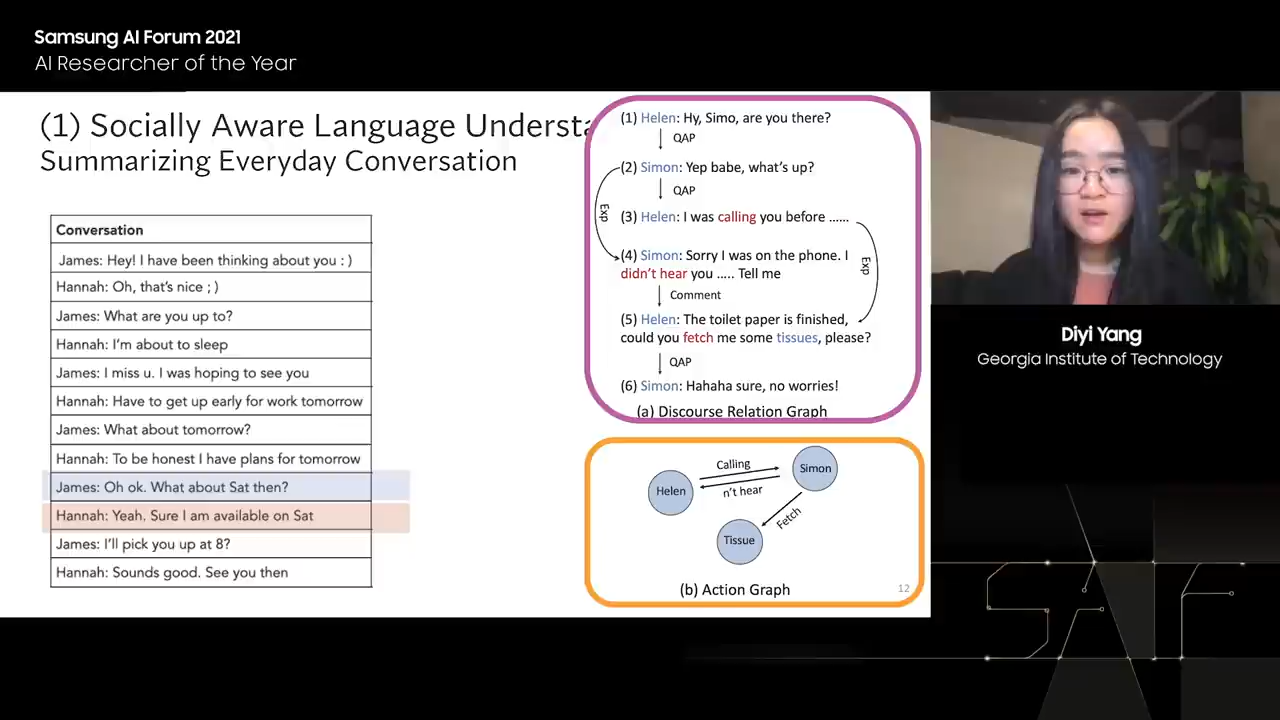 Samsung AI Forum 2021
AI Researcher of the Year
(1) Socially Aware Language Understa
Summarizing Everyday Conversation
Conversation
James: Hey! I have been thinking about you : )
Hannah: Oh, that's nice ; )
James: What are you up to?
Hannah: I'm about to sleep
James: I miss u. I was hoping to see you
Hannah: Have to get up early for work tomorrow
James: What about tomorrow?
Hannah: To be honest I have plans for tomorrow
James: Oh ok. What about Sat then?
Hannah: Yeah. Sure I am available on Sat
James: I'll pick you up at 8?
Hannah: Sounds good. See you then
(1) Helen: Hy, Simo, are you there?
QAP
(2) Simon: Yep babe, what's up?
QAP
(3) Helen: I was calling you before ......
Exp
(4) Simon: Sorry I was on the phone. I
didn't hear you ..... Tell me
Exp
Comment
(5) Helen: The toilet paper is finished,
could you fetch me some tissues, please?
QAP
(6) Simon: Hahaha sure, no worries!
(a) Discourse Relation Graph
Calling
Simon
Helen
n't hear
Fetch
Tissue
(b) Action Graph
12
Diyi Yang
Georgia Institute of Technology
SAIF